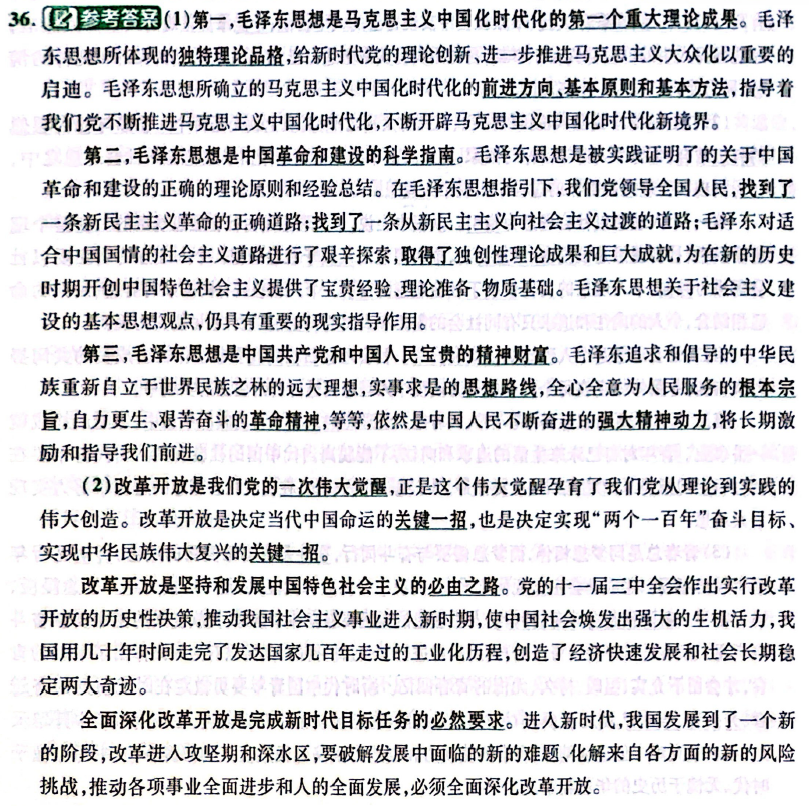 36.【参考答案】(1)第一,毛泽东思想是马克思主义中国化时代化的第一个重大理论成果。毛泽
东思想所体现的独特理论品格,给新时代党的理论创新、进一步推进马克思主义大众化以重要的
启迪。毛泽东思想所确立的马克思主义中国化时代化的前进方向、基本原则和基本方法,指导着
我们党不断推进马克思主义中国化时代化,不断开辟马克思主义中国化时代化新境界。
第二,毛泽东思想是中国革命和建设的科学指南。毛泽东思想是被实践证明了的关于中国
革命和建设的正确的理论原则和经验总结。在毛泽东思想指引下,我们党领导全国人民,找到了
一条新民主主义革命的正确道路;找到了一条从新民主主义向社会主义过渡的道路;毛泽东对适
合中国国情的社会主义道路进行了艰辛探索,取得了独创性理论成果和巨大成就,为在新的历史
时期开创中国特色社会主义提供了宝贵经验、理论准备、物质基础。毛泽东思想关于社会主义建
设的基本思想观点,仍具有重要的现实指导作用。
第三,毛泽东思想是中国共产党和中国人民宝贵的精神财富。毛泽东追求和倡导的中华民
族重新自立于世界民族之林的远大理想,实事求是的思想路线,全心全意为人民服务的根本宗
旨,自力更生、艰苦奋斗的革命精神,等等,依然是中国人民不断奋进的强大精神动力,将长期激
励和指导我们前进。
(2)改革开放是我们党的一次伟大觉醒,正是这个伟大觉醒孕育了我们党从理论到实践的
伟大创造。改革开放是决定当代中国命运的关键一招,也是决定实现“两个一百年”奋斗目标、
实现中华民族伟大复兴的关键一招。
改革开放是坚持和发展中国特色社会主义的必由之路。党的十一届三中全会作出实行改革
开放的历史性决策,推动我国社会主义事业进入新时期,使中国社会焕发出强大的生机活力,我
国用几十年时间走完了发达国家几百年走过的工业化历程,创造了经济快速发展和社会长期稳
定两大奇迹。
全面深化改革开放是完成新时代目标任务的必然要求。进入新时代,我国发展到了一个新
的阶段,改革进入攻坚期和深水区,要破解发展中面临的新的难题、化解来自各方面的新的风险
挑战,推动各项事业全面进步和人的全面发展,必须全面深化改革开放。